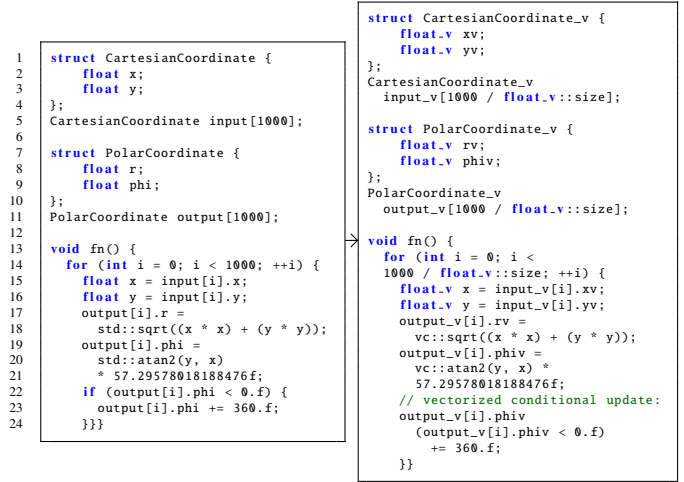 1 struct CartesianCoordinate {
2 float x;
3 float y;
4 };
5 CartesianCoordinate input[1000];
6
7 struct PolarCoordinate {
8 float r;
9 float phi;
10 };
11 PolarCoordinate output[1000];
12
13 void fn() {
14 for (int i = 0; i < 1000; ++i) {
15 float x = input[i].x;
16 float y = input[i].y;
17 output[i].r =
18 std::sqrt((x * x) + (y * y));
19 output[i].phi =
20 std::atan2(y, x)
21 * 57.29578018188476f;
22 if (output[i].phi < 0.f) {
23 output[i].phi += 360.f;
24 }}}
→
struct CartesianCoordinate_v {
float_v xv;
float_v yv;
};
CartesianCoordinate_v
input_v[1000 / float_v::size];

struct PolarCoordinate_v {
float_v rv;
float_v phiv;
};
PolarCoordinate_v
output_v[1000 / float_v::size];

void fn() {
for (int i = 0; i <
1000 / float_v::size; ++i) {
float_v x = input_v[i].xv;
float_v y = input_v[i].yv;
output_v[i].rv =
vc::sqrt((x * x) + (y * y));
output_v[i].phiv =
vc::atan2(y, x) *
57.29578018188476f;
// vectorized conditional update:
output_v[i].phiv
(output_v[i].phiv < 0.f)
+= 360.f;
}}